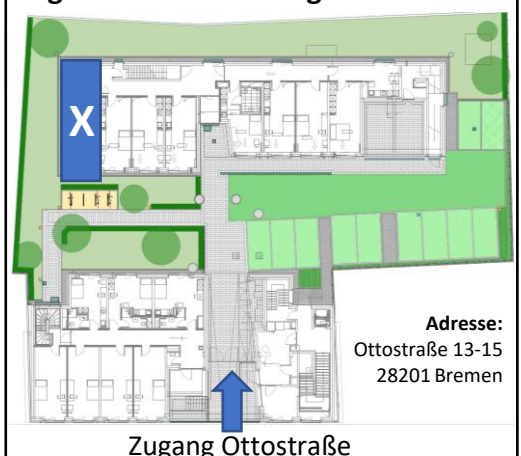 X
Adresse:
Ottostraße 13-15
28201 Bremen
Zugang Ottostraße